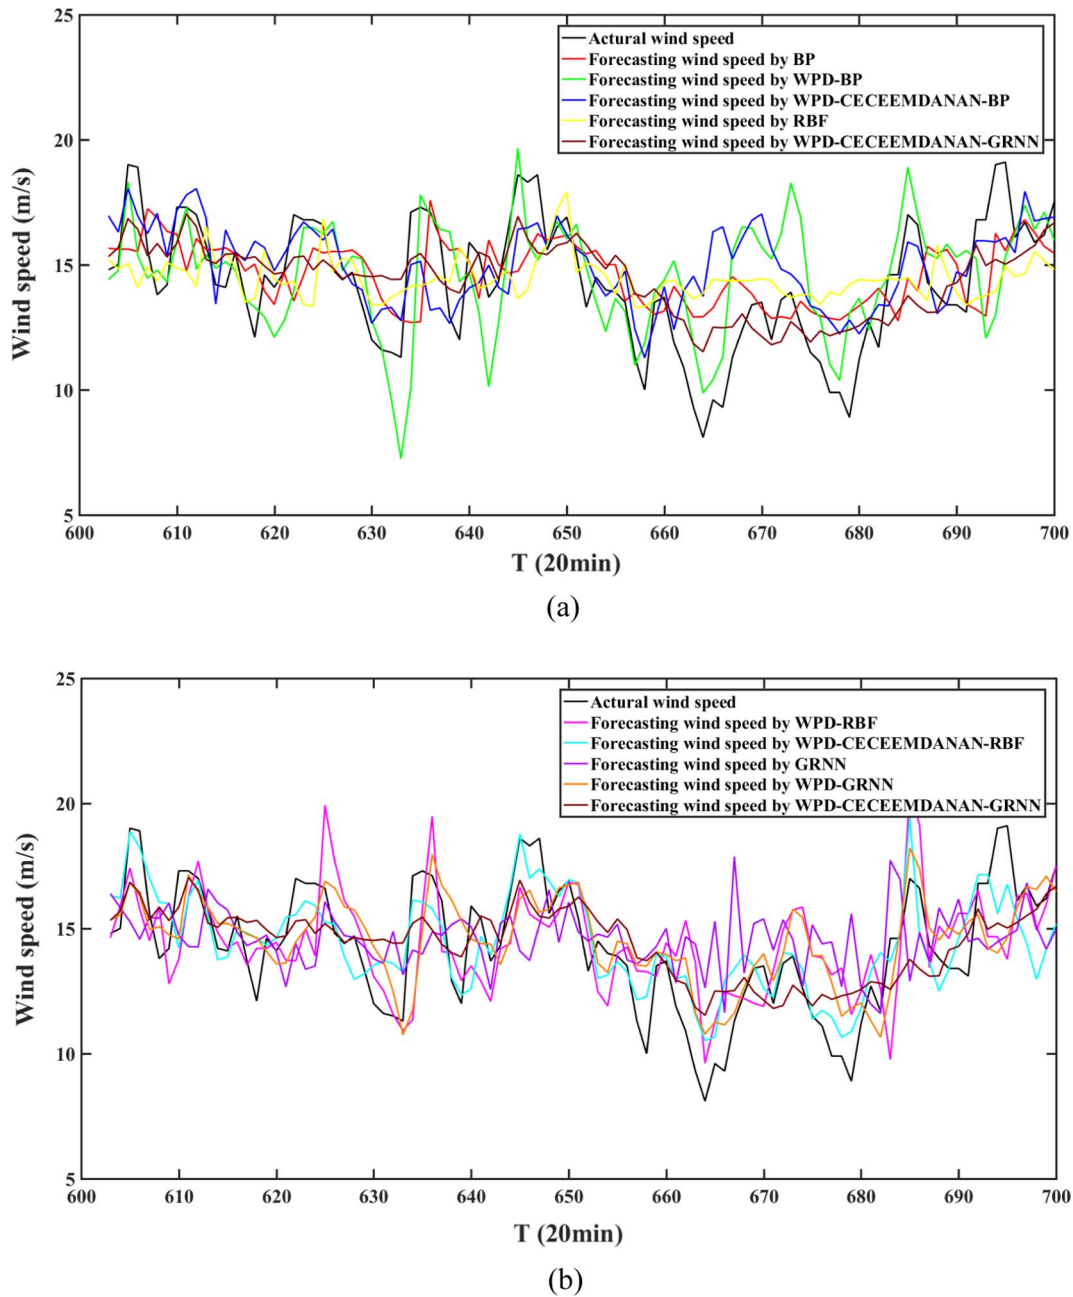 25
20
15
10
5
Wind speed (m/s)
Actural wind speed
Forecasting wind speed by BP
Forecasting wind speed by WPD-BP
Forecasting wind speed by WPD-CECEEMDANAN-BP
Forecasting wind speed by RBF
Forecasting wind speed by WPD-CECEEMDANAN-GRNN
600 610 620 630 640 650 660 670 680 690 700
T (20min)
(a)
25
20
15
10
5
Wind speed (m/s)
Actural wind speed
Forecasting wind speed by WPD-RBF
Forecasting wind speed by WPD-CECEEMDANAN-RBF
Forecasting wind speed by GRNN
Forecasting wind speed by WPD-GRNN
Forecasting wind speed by WPD-CECEEMDANAN-GRNN
600 610 620 630 640 650 660 670 680 690 700
T (20min)
(b)